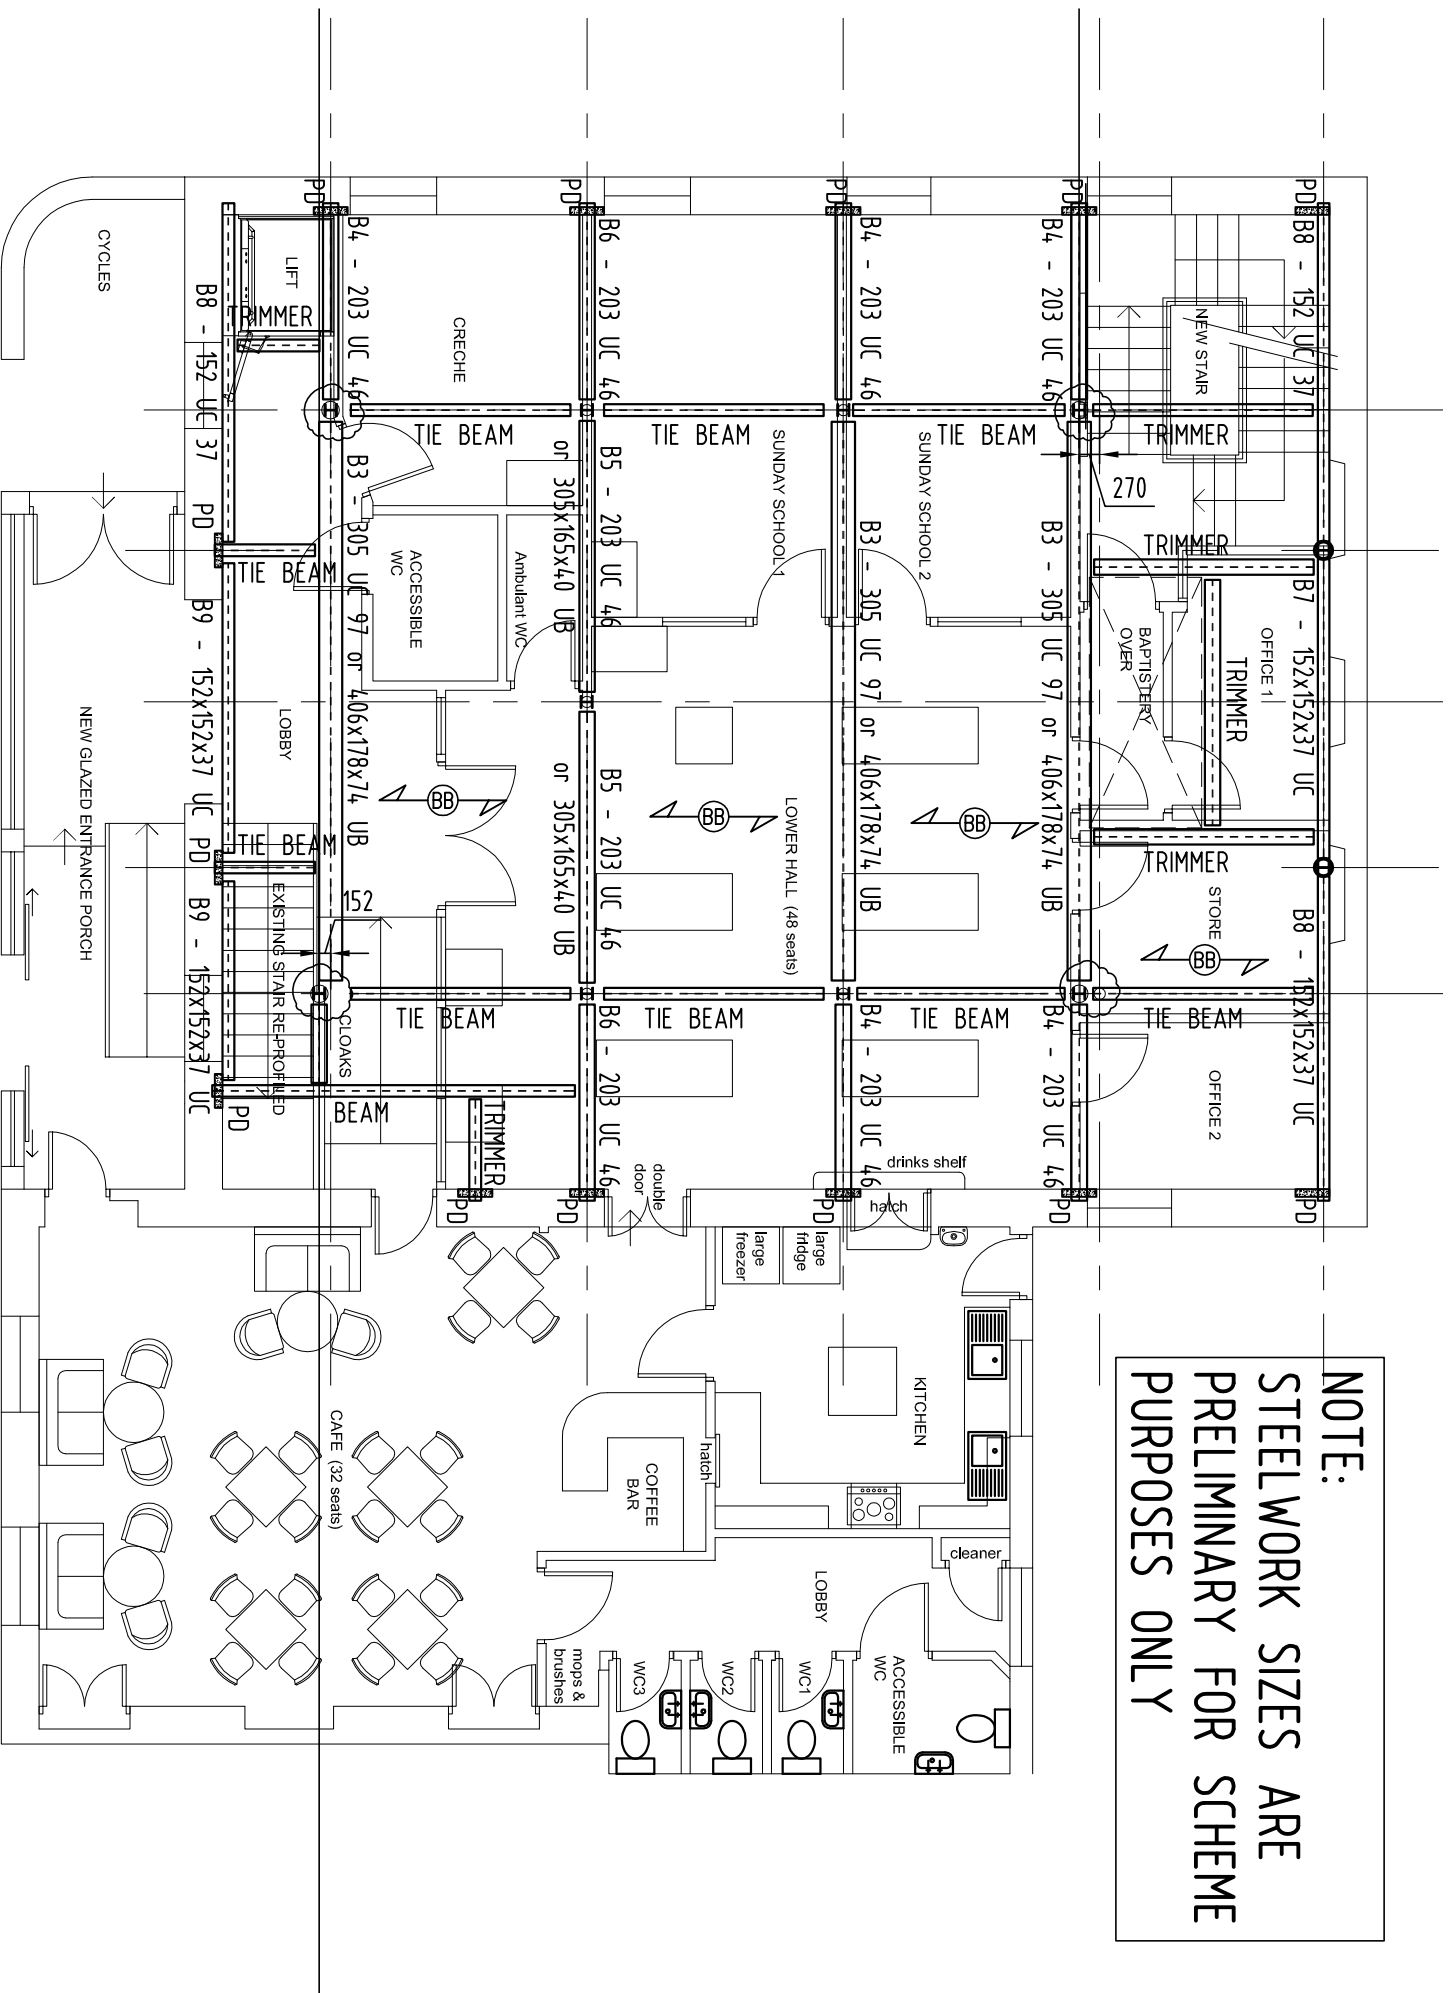 NOTE:
STEELWORK SIZES ARE
PRELIMINARY FOR SCHEME
PURPOSES ONLY
PD
B8 - 152 UC 37
B7 - 152x152x37 UC
B8 - 152x152x37 UC
PD
NEW STAIR
TRIMMER
270
TRIMMER
OFFICE 1
TRIMMER
BAPTISTERY
OVER
TRIMMER
STORE
BB
TIE BEAM
OFFICE 2
PD
B4 - 203 UC 46
B3 - 305 UC 97 or 406x178x74 UB
B4 - 203 UC 46
PD
TIE BEAM
SUNDAY SCHOOL 2
BB
TIE BEAM
drinks shelf
hatch
PD
B4 - 203 UC 46
B3 - 305 UC 97 or 406x178x74 UB
B4 - 203 UC 46
PD
TIE BEAM
SUNDAY SCHOOL 1
LOWER HALL (48 seats)
BB
TIE BEAM
double
door
PD
B6 - 203 UC 46
B5 - 203 UC 46
or 305x165x40 UB
B5 - 203 UC 46
or 305x165x40 UB
B6 - 203 UC 46
PD
CRECHE
TIE BEAM
Ambulant WC
ACCESSIBLE
WC
BB
TIE BEAM
TRIMMER
PD
PD
B4 - 203 UC 46
B3 - 305 UC 97 or 406x178x74 UB
152
CLOAKS
BEAM
LIFT
TRIMMER
TIE BEAM
LOBBY
TIE BEAM
EXISTING STAIR RE-PROFILED
PD
B8 - 152 UC 37
PD
B9 - 152x152x37 UC
PD
B9 - 152x152x37 UC
CYCLES
NEW GLAZED ENTRANCE PORCH
large
fridge
large
freezer
KITCHEN
hatch
COFFEE
BAR
CAFE (32 seats)
cleaner
LOBBY
mops &
brushes
ACCESSIBLE
WC
WC1
WC2
WC3